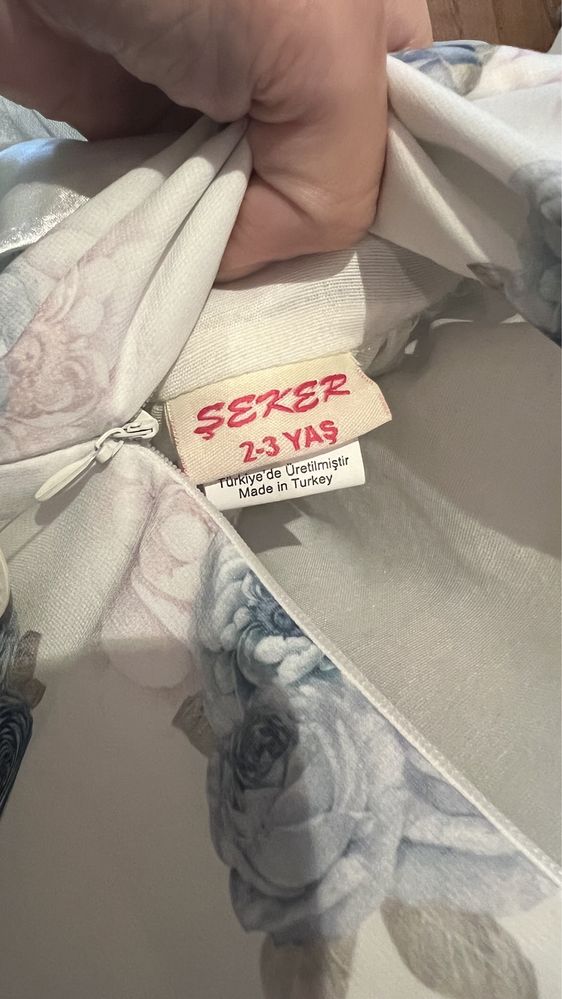 ŞEKER
2-3 YAŞ
Türkiye'de Üretilmiştir
Made in Turkey